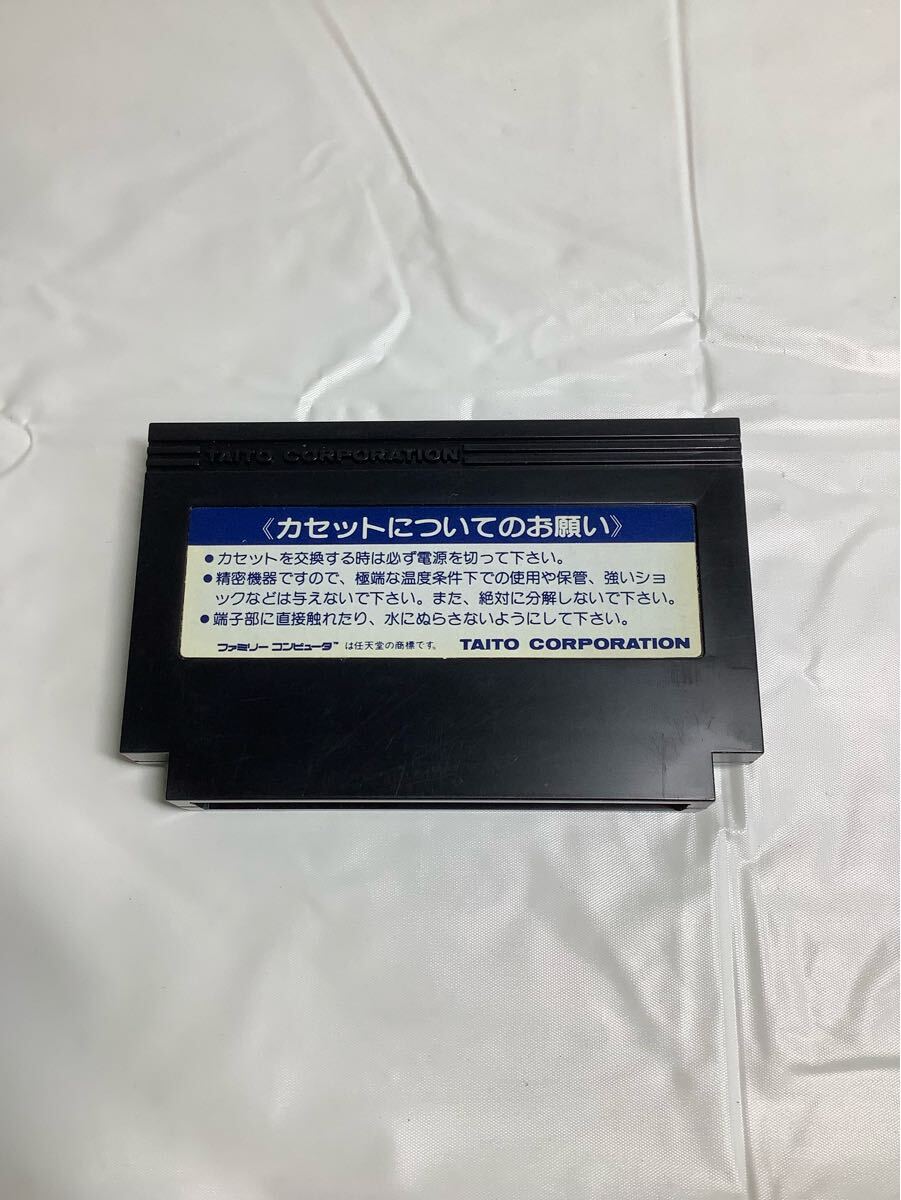 TAITO CORPORATION
《カセットについてのお願い》
●カセットを交換する時は必ず電源を切って下さい。
●精密機器ですので、極端な温度条件下での使用や保管、強いショ
ックなどは与えないで下さい。また、絶対に分解しないで下さい。
●端子部に直接触れたり、水にぬらさないようにして下さい。
ファミリーコンピュータ™ は任天堂の商標です。 TAITO CORPORATION